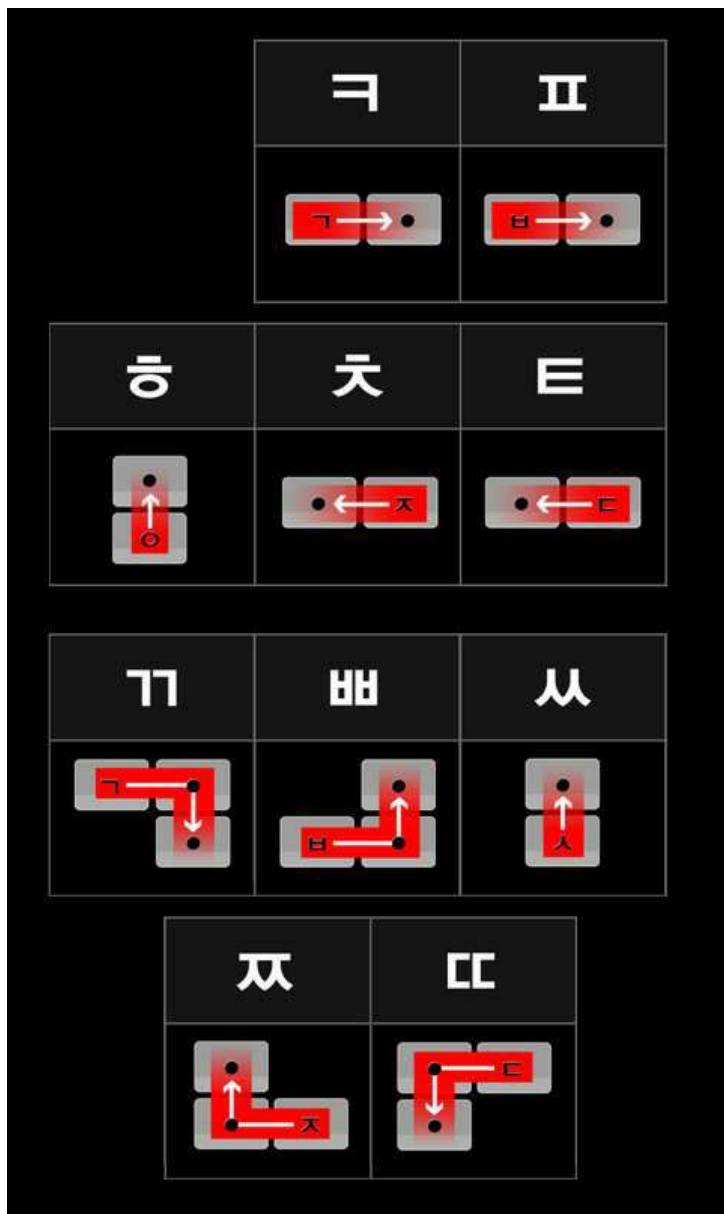 ㅋ ㅍ
ㄱ ㅂ
ㅎ ㅊ ㅌ
ㅇ ㅈ ㄷ
ㄲ ㅃ ㅆ
ㄱ ㅂ ㅅ
ㅉ ㄸ
ㅈ ㄷ